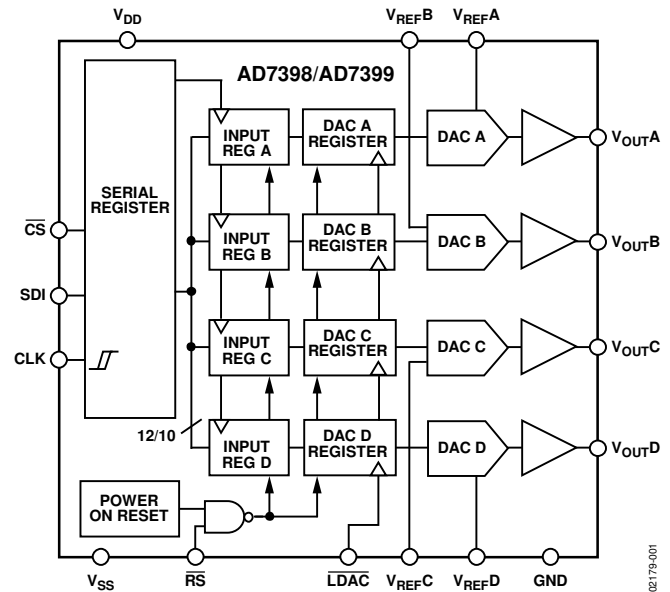 VDD
VREFB
VREFA
AD7398/AD7399
SERIAL
REGISTER
INPUT
REG A
DAC A
REGISTER
DAC A
VOUTA
CS
INPUT
REG B
DAC B
REGISTER
DAC B
VOUTB
SDI
CLK
INPUT
REG C
DAC C
REGISTER
DAC C
VOUTC
12/10
INPUT
REG D
DAC D
REGISTER
DAC D
VOUTD
POWER
ON RESET
VSS
RS
LDAC
VREFC
VREFD
GND
02179-001